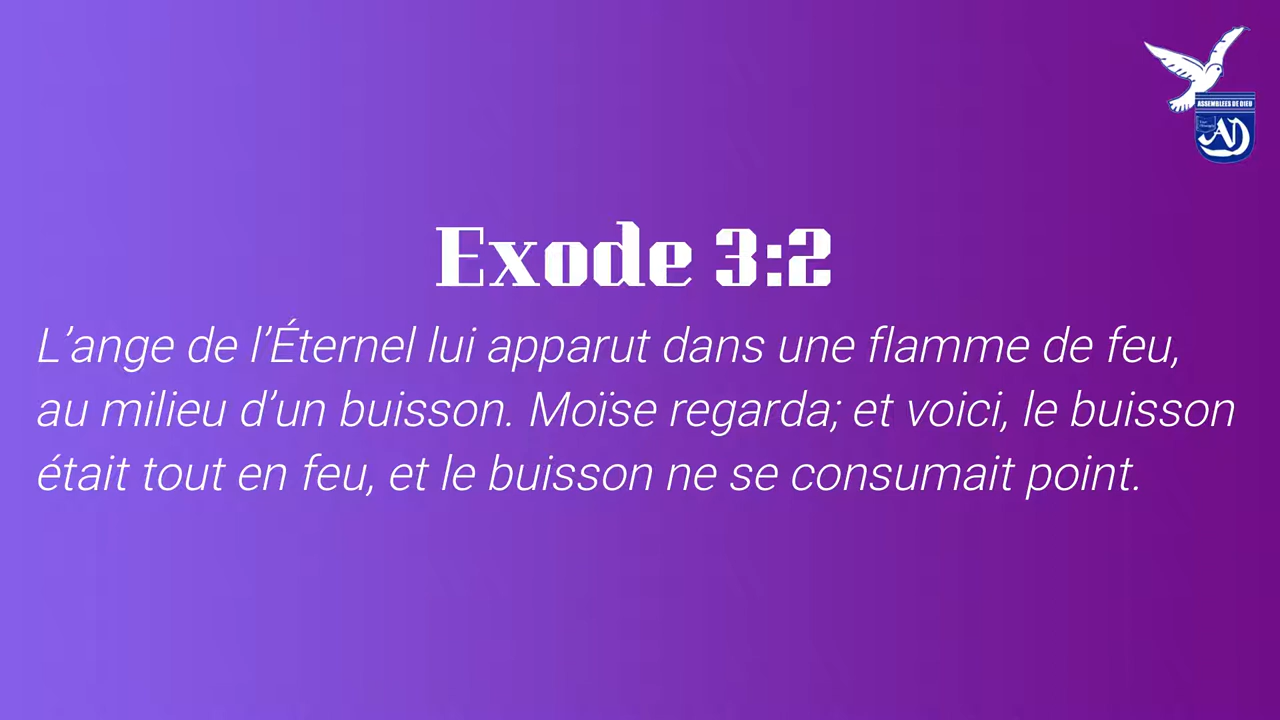 ASSEMBLEES DE DIEU
AD
Exode 3:2
L’ange de l’Éternel lui apparut dans une flamme de feu,
au milieu d’un buisson. Moïse regarda; et voici, le buisson
était tout en feu, et le buisson ne se consumait point.